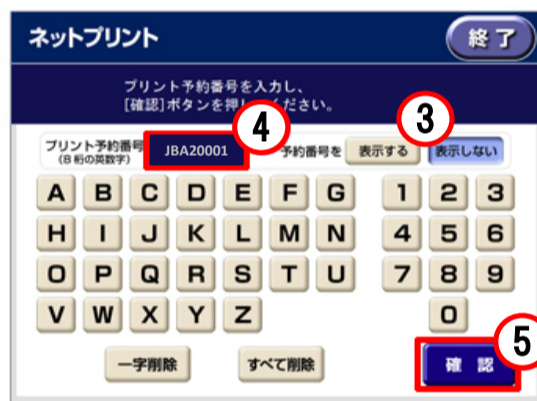 ネットプリント
終了
プリント予約番号を入力し、
[確認]ボタンを押し ください。
4
3
プリント予約番号
(8桁の英数字)
JBA20001
予約番号を 表示する 表示しない
A B C D E F G 1 2 3
H I J K L M N 4 5 6
O P Q R S T U 7 8 9
V W X Y Z 0
5
一字削除 すべて削除 確認